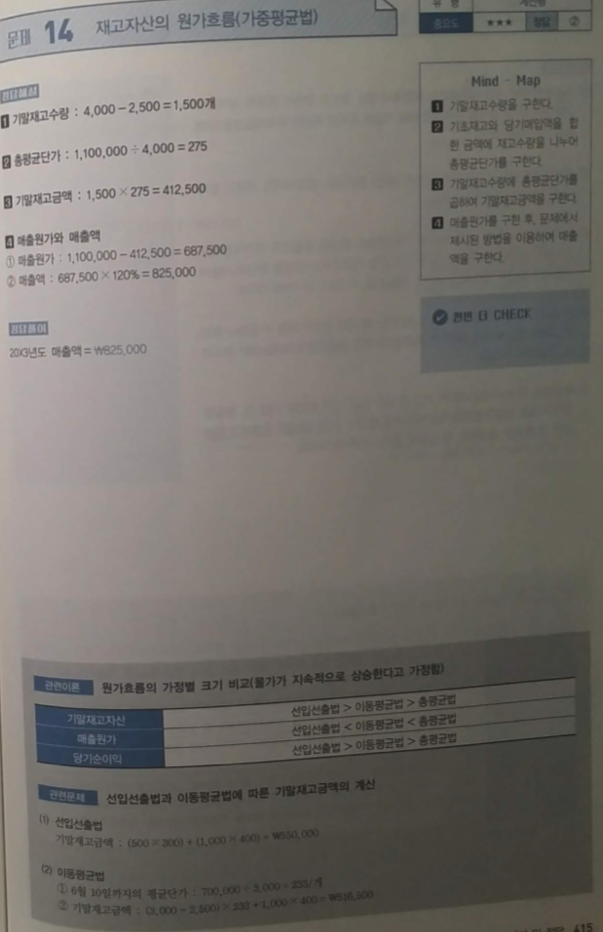 문제 14 재고자산의 원가흐름(가중평균법)
유 형 계산형
중요도 ★★★ 정답 ②
정답해설
1 기말재고수량 : 4,000 − 2,500 = 1,500개
2 총평균단가 : 1,100,000 ÷ 4,000 = 275
3 기말재고금액 : 1,500 × 275 = 412,500
4 매출원가와 매출액
① 매출원가 : 1,100,000 − 412,500 = 687,500
② 매출액 : 687,500 × 120% = 825,000
정답풀이
20X3년도 매출액 = ₩825,000
Mind - Map
1 기말재고수량을 구한다.
2 기초재고와 당기매입액을 합
한 금액에 재고수량을 나누어
총평균단가를 구한다.
3 기말재고수량에 총평균단가를
곱하여 기말재고금액을 구한다.
4 매출원가를 구한 후, 문제에서
제시된 방법을 이용하여 매출
액을 구한다.
한번 더 CHECK
관련이론 원가흐름의 가정별 크기 비교(물가가 지속적으로 상승한다고 가정함)
기말재고자산 선입선출법 > 이동평균법 > 총평균법
매출원가 선입선출법 < 이동평균법 < 총평균법
당기순이익 선입선출법 > 이동평균법 > 총평균법
관련문제 선입선출법과 이동평균법에 따른 기말재고금액의 계산
(1) 선입선출법
기말재고금액 : (500 × 300) + (1,000 × 400) = ₩550,000
(2) 이동평균법
① 6월 10일까지의 평균단가 : 700,000 ÷ 3,000 = 233/개
② 기말재고금액 : (3,000 − 2,500) × 233 + 1,000 × 400 = ₩516,500
415